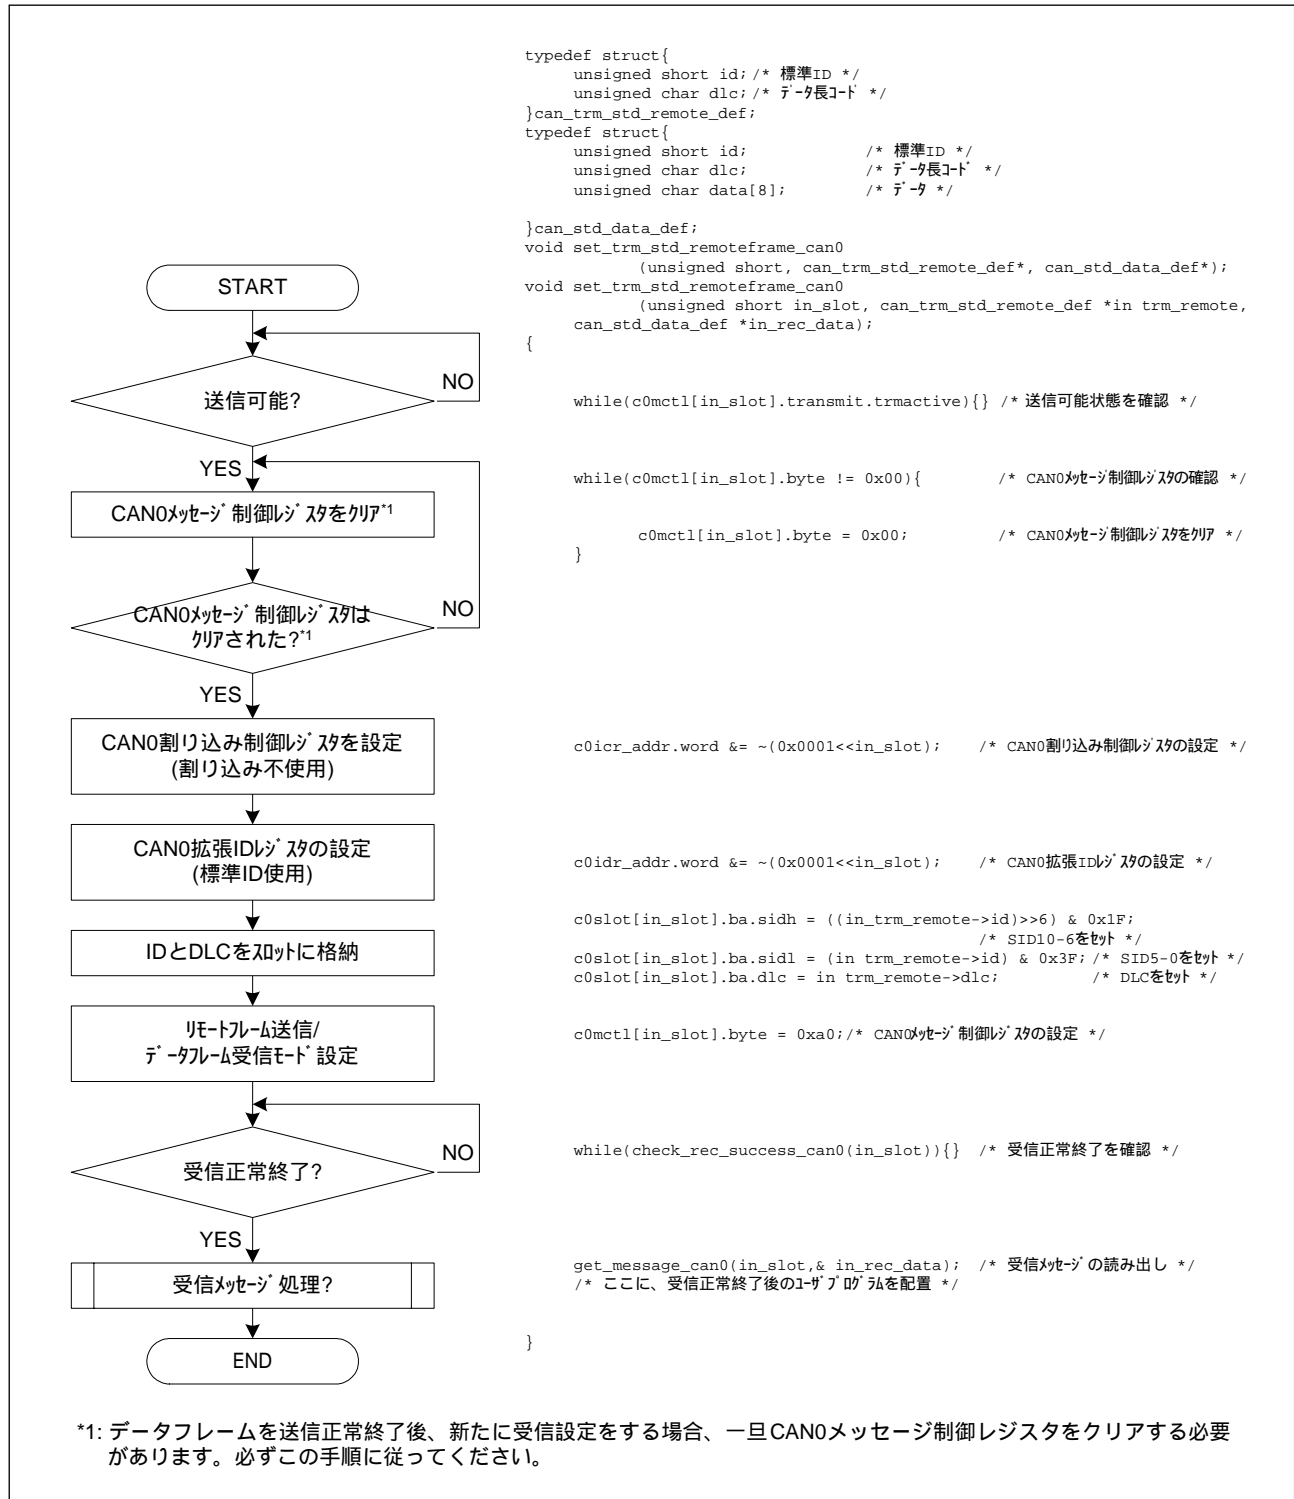 typedef struct{
unsigned short id; /* 標準ID */
unsigned char dlc; /* ﾃﾞｰﾀ長ｺｰﾄﾞ */
}can_trm_std_remote_def;
typedef struct{
unsigned short id; /* 標準ID */
unsigned char dlc; /* ﾃﾞｰﾀ長ｺｰﾄﾞ */
unsigned char data[8]; /* ﾃﾞｰﾀ */
}can_std_data_def;
void set_trm_std_remoteframe_can0
(unsigned short, can_trm_std_remote_def*, can_std_data_def*);
void set_trm_std_remoteframe_can0
(unsigned short in_slot, can_trm_std_remote_def *in trm_remote,
can_std_data_def *in_rec_data);
{
START
送信可能?
NO
while(c0mctl[in_slot].transmit.trmactive){} /* 送信可能状態を確認 */
YES
while(c0mctl[in_slot].byte != 0x00){ /* CAN0ﾒｯｾｰｼﾞ制御ﾚｼﾞｽﾀの確認 */
CAN0ﾒｯｾｰｼﾞ制御ﾚｼﾞｽﾀをｸﾘｱ*1
c0mctl[in_slot].byte = 0x00; /* CAN0ﾒｯｾｰｼﾞ制御ﾚｼﾞｽﾀをｸﾘｱ */
}
CAN0ﾒｯｾｰｼﾞ制御ﾚｼﾞｽﾀは
ｸﾘｱされた?*1
NO
YES
CAN0割り込み制御ﾚｼﾞｽﾀを設定
(割り込み不使用)
c0icr_addr.word &= ~(0x0001<<in_slot); /* CAN0割り込み制御ﾚｼﾞｽﾀの設定 */
CAN0拡張IDﾚｼﾞｽﾀの設定
(標準ID使用)
c0idr_addr.word &= ~(0x0001<<in_slot); /* CAN0拡張IDﾚｼﾞｽﾀの設定 */
IDとDLCをｽﾛｯﾄに格納
c0slot[in_slot].ba.sidh = ((in_trm_remote->id)>>6) & 0x1F;
/* SID10-6をｾｯﾄ */
c0slot[in_slot].ba.sidl = (in trm_remote->id) & 0x3F; /* SID5-0をｾｯﾄ */
c0slot[in_slot].ba.dlc = in trm_remote->dlc; /* DLCをｾｯﾄ */
ﾘﾓｰﾄﾌﾚｰﾑ送信/
ﾃﾞｰﾀﾌﾚｰﾑ受信ﾓｰﾄﾞ設定
c0mctl[in_slot].byte = 0xa0; /* CAN0ﾒｯｾｰｼﾞ制御ﾚｼﾞｽﾀの設定 */
受信正常終了?
NO
while(check_rec_success_can0(in_slot)){} /* 受信正常終了を確認 */
YES
受信ﾒｯｾｰｼﾞ処理?
get_message_can0(in_slot,& in_rec_data); /* 受信ﾒｯｾｰｼﾞの読み出し */
/* ここに、受信正常終了後のﾕｰｻﾞﾌﾟﾛｸﾞﾗﾑを配置 */
END
}
*1: データフレームを送信正常終了後、新たに受信設定をする場合、一旦CAN0メッセージ制御レジスタをクリアする必要
があります。必ずこの手順に従ってください。